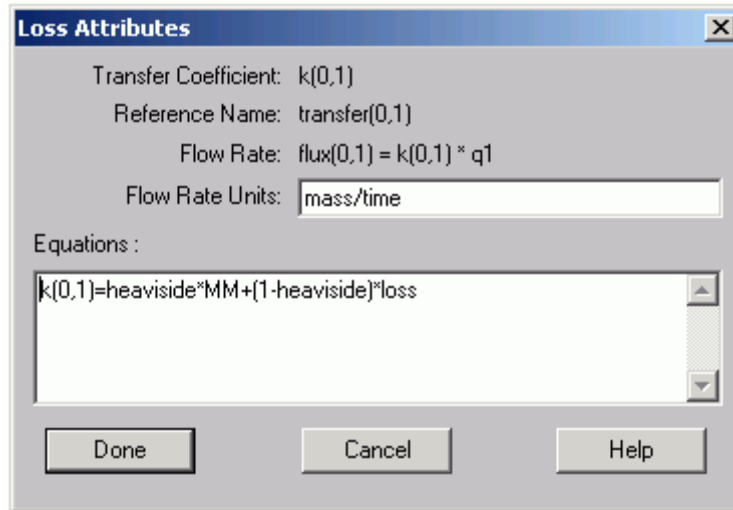 Loss Attributes
Transfer Coefficient: k(0,1)
Reference Name: transfer(0,1)
Flow Rate: flux(0,1) = k(0,1) * q1
Flow Rate Units: mass/time
Equations :
k(0,1)=heaviside*MM+(1-heaviside)*loss
Done Cancel Help